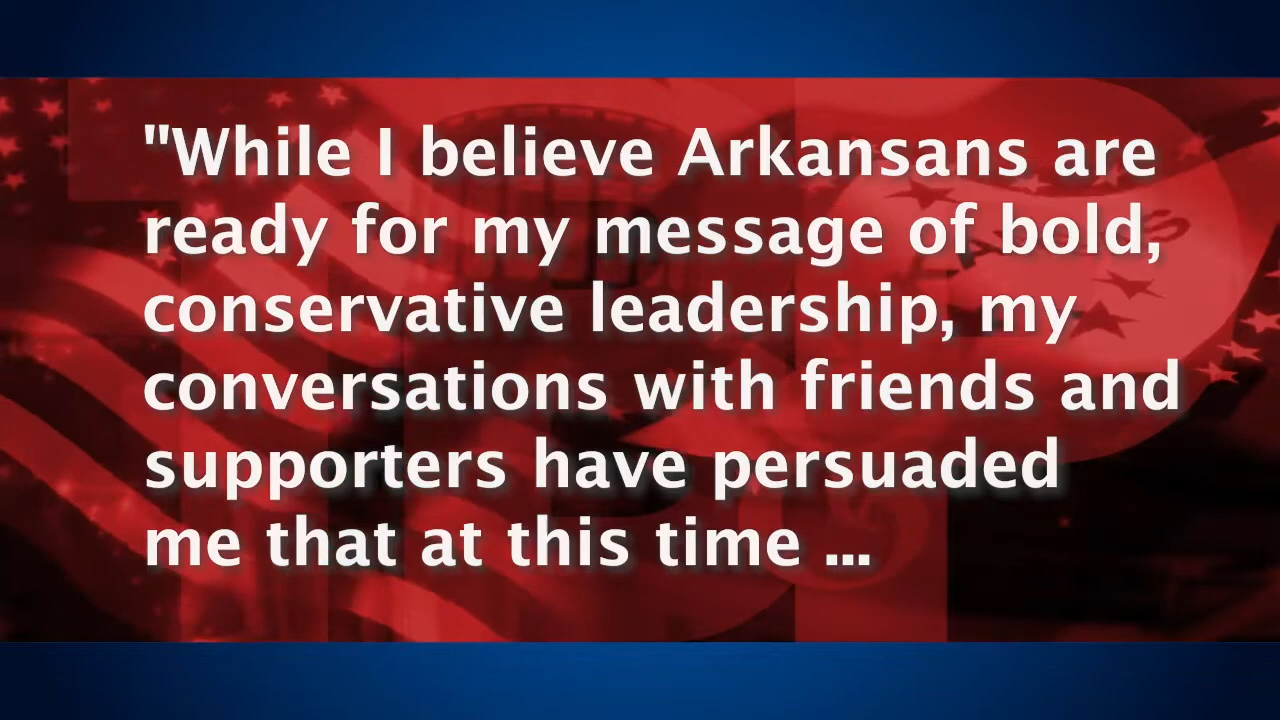 "While I believe Arkansans are
ready for my message of bold,
conservative leadership, my
conversations with friends and
supporters have persuaded
me that at this time ...